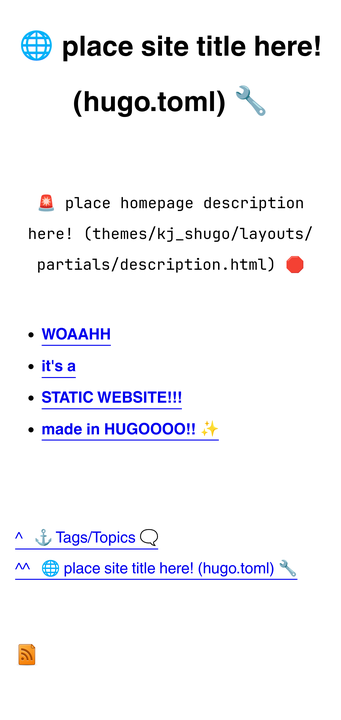 🌐 place site title here!
(hugo.toml) 🔧
🚨 place homepage description
here! (themes/kj_shugo/layouts/
partials/description.html) 🛑
• WOAAHH
• it's a
• STATIC WEBSITE!!!
• made in HUGOOOO!! ✨
^ ⚓ Tags/Topics 🗨
^^ 🌐 place site title here! (hugo.toml) 🔧